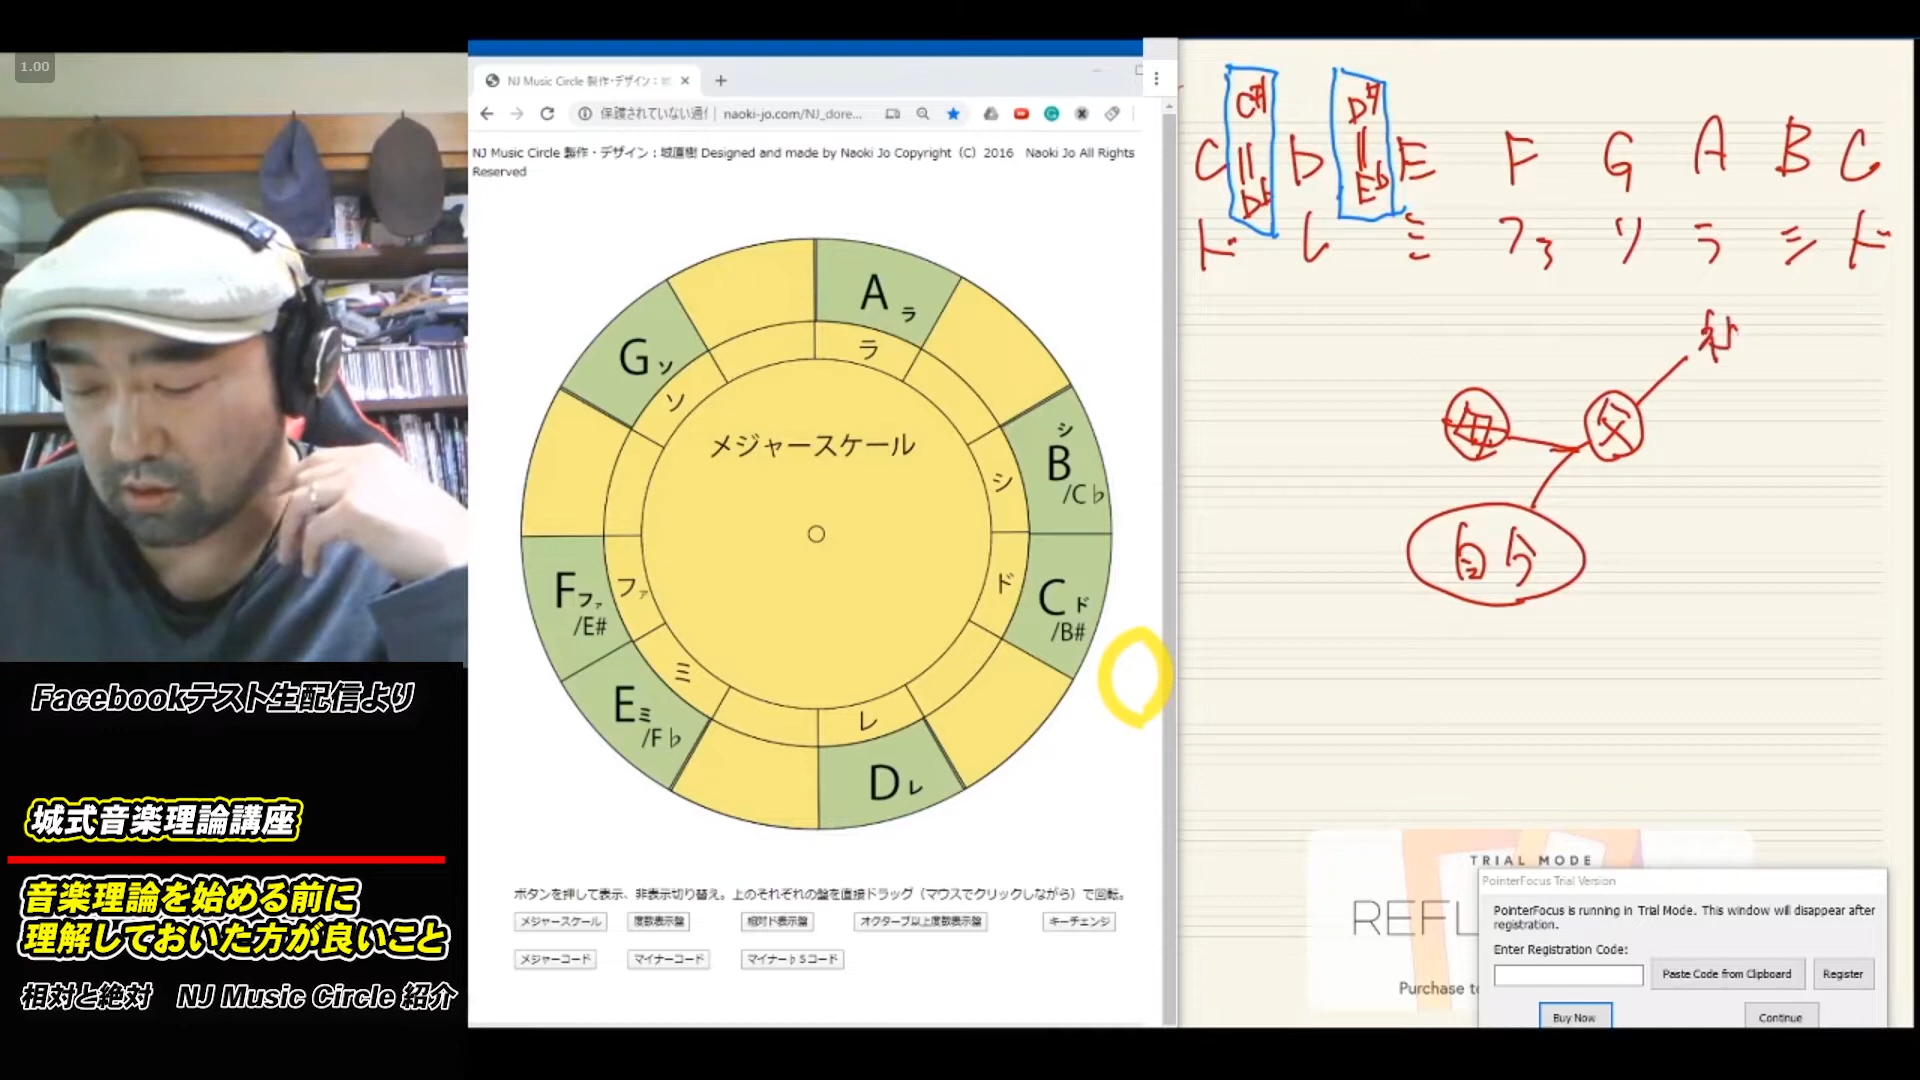 1.00
NJ Music Circle 製作・デザイン：城
保護されていない通信 naoki-jo.com/NJ_dore...
NJ Music Circle 製作・デザイン：城直樹 Designed and made by Naoki Jo Copyright（C）2016 Naoki Jo All Rights
Reserved
A ラ
ラ
G ソ
ソ
シ
B
/C♭
シ
メジャースケール
F ファ
/E#
ファ
C ド
/B#
ド
E ミ
/F♭
ミ
D レ
レ
ボタンを押して表示、非表示切り替え。上のそれぞれの盤を直接ドラッグ（マウスでクリックしながら）で回転。
メジャースケール 度数表示盤 相対ド表示盤 オクターブ以上度数表示盤 キーチェンジ
メジャーコード マイナーコード マイナー♭5コード
C# D#
C = D = E F G A B C
D♭ E♭
ド レ ミ ファ ソ ラ シ ド
母 父
自分
TRIAL MODE
REFL
Purchase to
PointerFocus Trial Version
PointerFocus is running in Trial Mode. This window will disappear after
registration.
Enter Registration Code:
Paste Code from Clipboard Register
Buy Now Continue
Facebookテスト生配信より
城式音楽理論講座
音楽理論を始める前に
理解しておいた方が良いこと
相対と絶対 NJ Music Circle 紹介